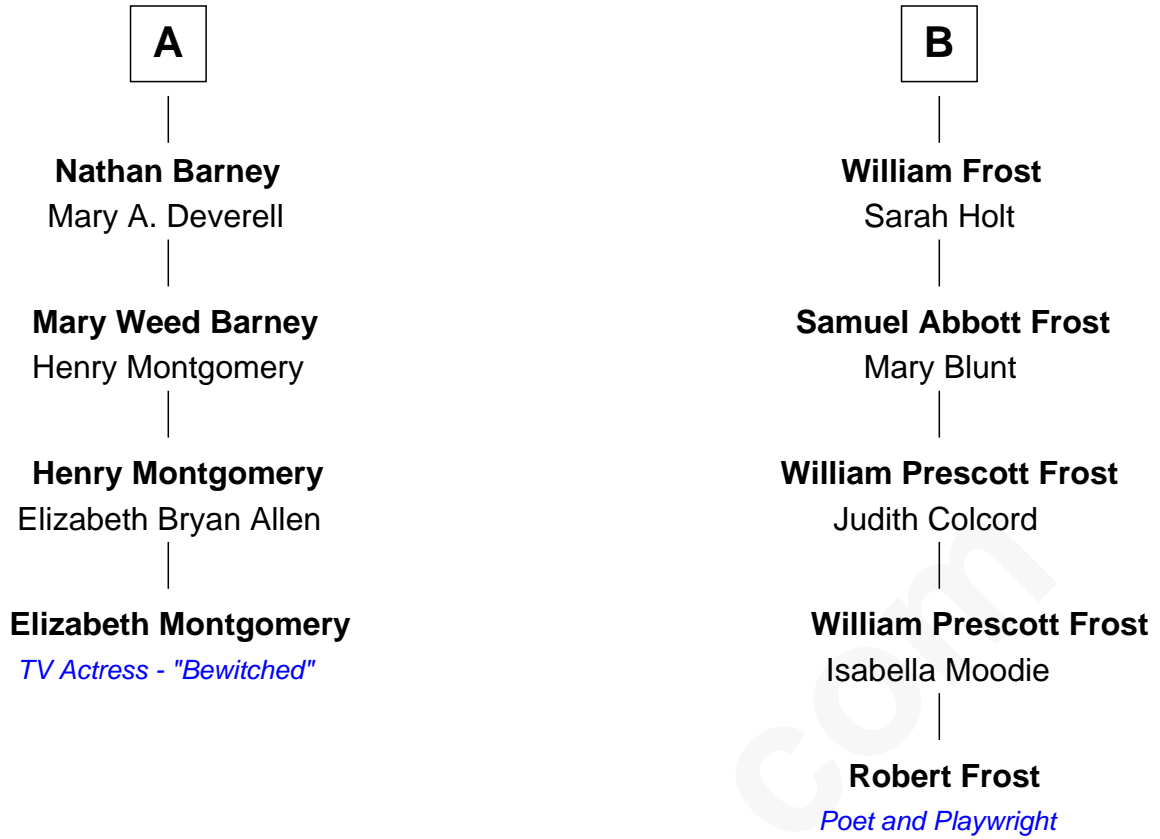 A
Nathan Barney
Mary A. Deverell
Mary Weed Barney
Henry Montgomery
Henry Montgomery
Elizabeth Bryan Allen
Elizabeth Montgomery
TV Actress - "Bewitched"
B
William Frost
Sarah Holt
Samuel Abbott Frost
Mary Blunt
William Prescott Frost
Judith Colcord
William Prescott Frost
Isabella Moodie
Robert Frost
Poet and Playwright
com